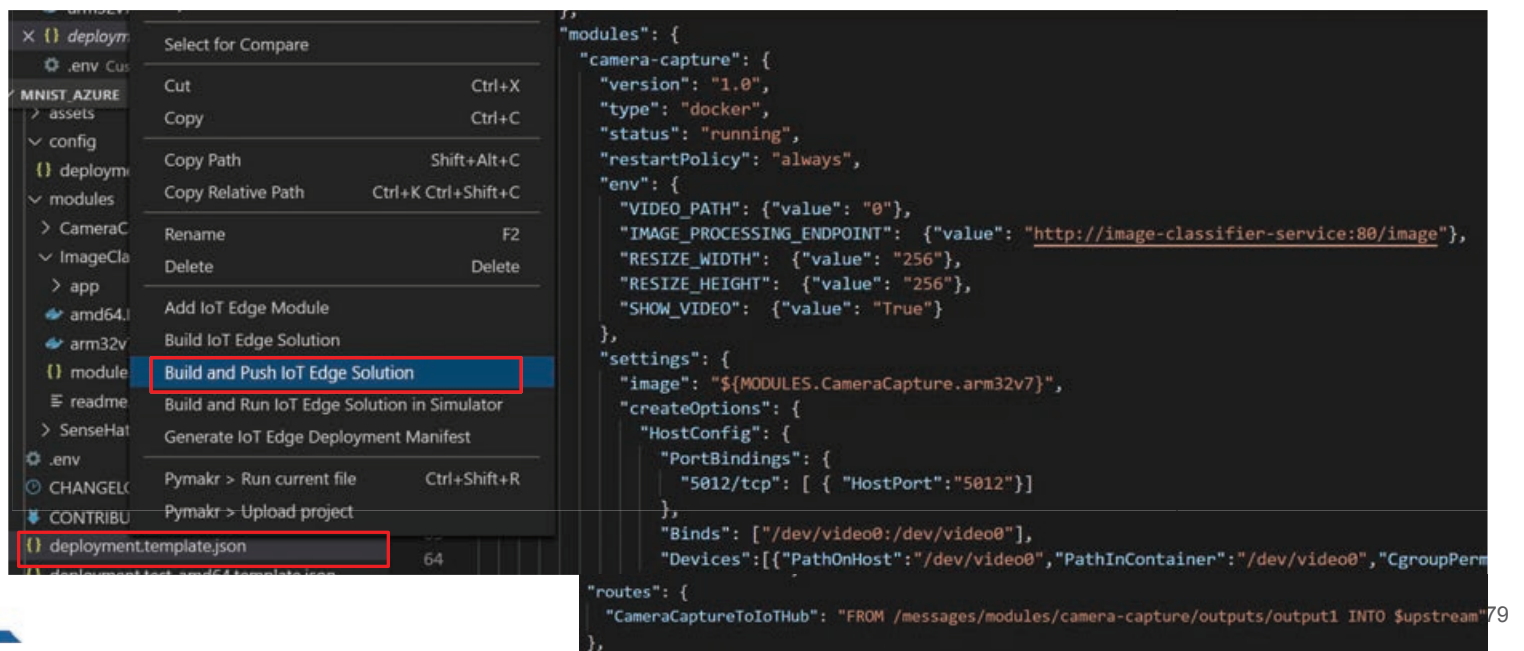 deploym
.env Cus
MNIST_AZURE
assets
config
deploym
modules
CameraC
ImageCla
app
amd64.
arm32v
module
readme
SenseHat
.env
CHANGEL
CONTRIBU
deployment.template.json
deployment.test_amd64.template.json
Select for Compare
Cut Ctrl+X
Copy Ctrl+C
Copy Path Shift+Alt+C
Copy Relative Path Ctrl+K Ctrl+Shift+C
Rename F2
Delete Delete
Add IoT Edge Module
Build IoT Edge Solution
Build and Push IoT Edge Solution
Build and Run IoT Edge Solution in Simulator
Generate IoT Edge Deployment Manifest
Pymakr > Run current file Ctrl+Shift+R
Pymakr > Upload project
64
},
"modules": {
"camera-capture": {
"version": "1.0",
"type": "docker",
"status": "running",
"restartPolicy": "always",
"env": {
"VIDEO_PATH": {"value": "0"},
"IMAGE_PROCESSING_ENDPOINT": {"value": "http://image-classifier-service:80/image"},
"RESIZE_WIDTH": {"value": "256"},
"RESIZE_HEIGHT": {"value": "256"},
"SHOW_VIDEO": {"value": "True"}
},
"settings": {
"image": "${MODULES.CameraCapture.arm32v7}",
"createOptions": {
"HostConfig": {
"PortBindings": {
"5012/tcp": [ { "HostPort":"5012"}]
},
"Binds": ["/dev/video0:/dev/video0"],
"Devices":[{"PathOnHost":"/dev/video0","PathInContainer":"/dev/video0","CgroupPerm
"routes": {
"CameraCaptureToIoTHub": "FROM /messages/modules/camera-capture/outputs/output1 INTO $upstream"
},
79